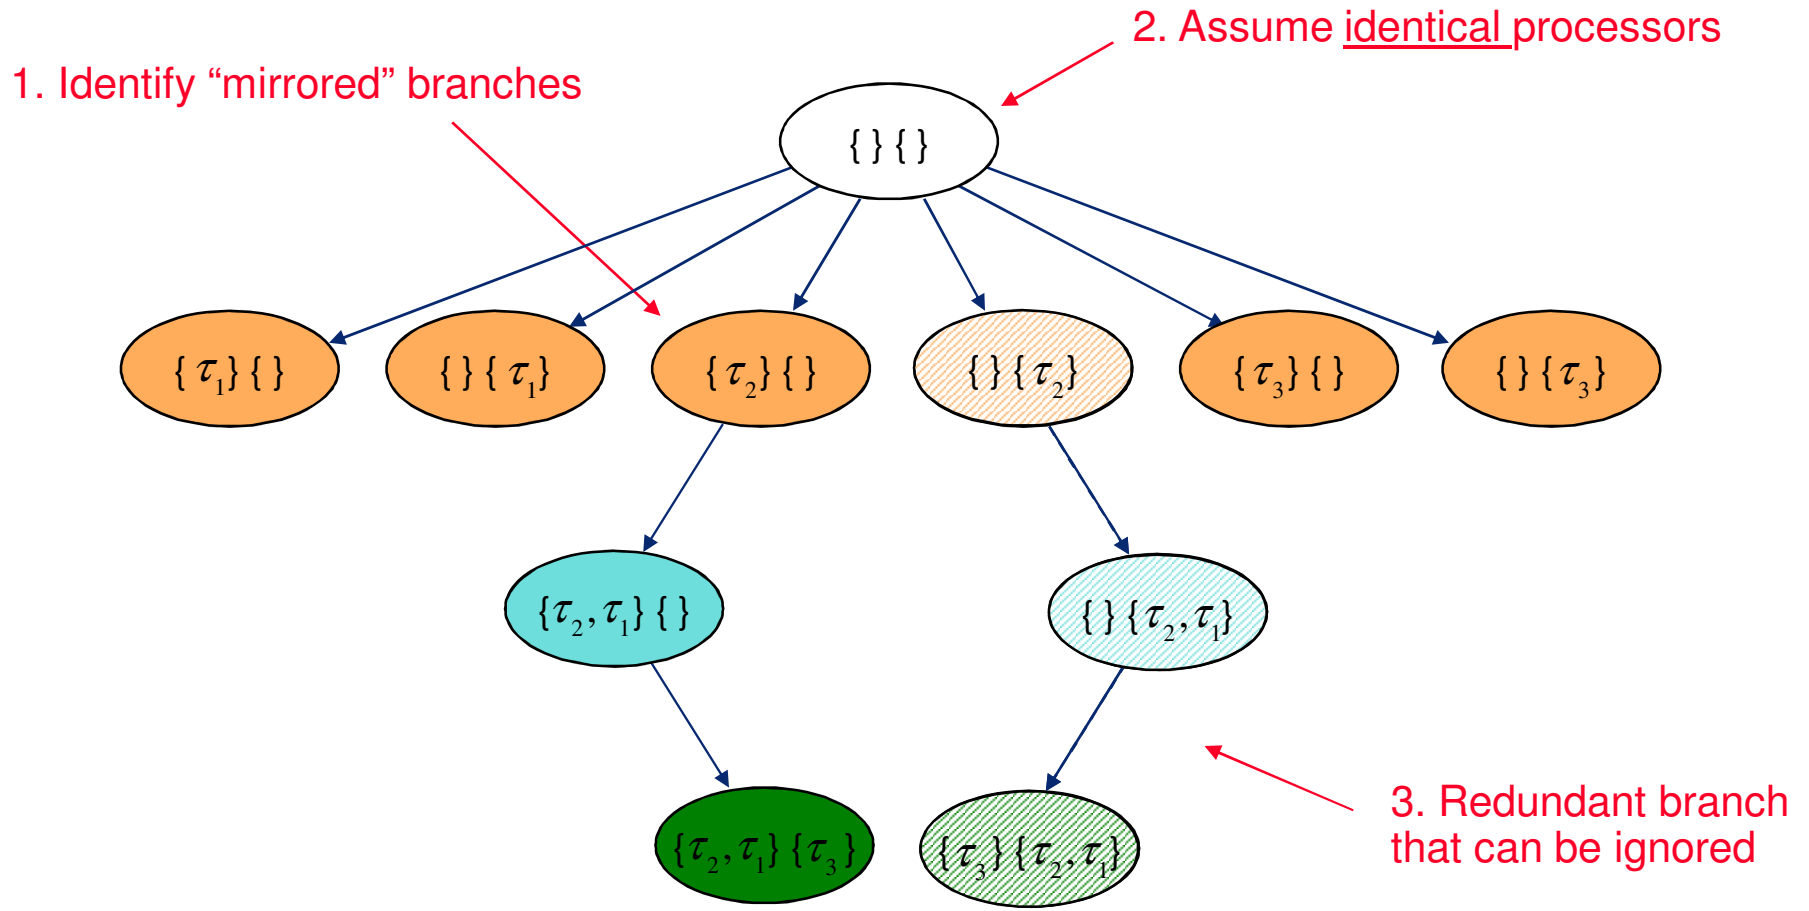 2. Assume identical processors
1. Identify “mirrored” branches
{ } { }
{ τ₁} { }
{ } { τ₁}
{ τ₂} { }
{ } { τ₂}
{ τ₃} { }
{ } { τ₃}
{τ₂, τ₁} { }
{ } {τ₂, τ₁}
{τ₂, τ₁} {τ₃}
{τ₃} {τ₂, τ₁}
3. Redundant branch
that can be ignored